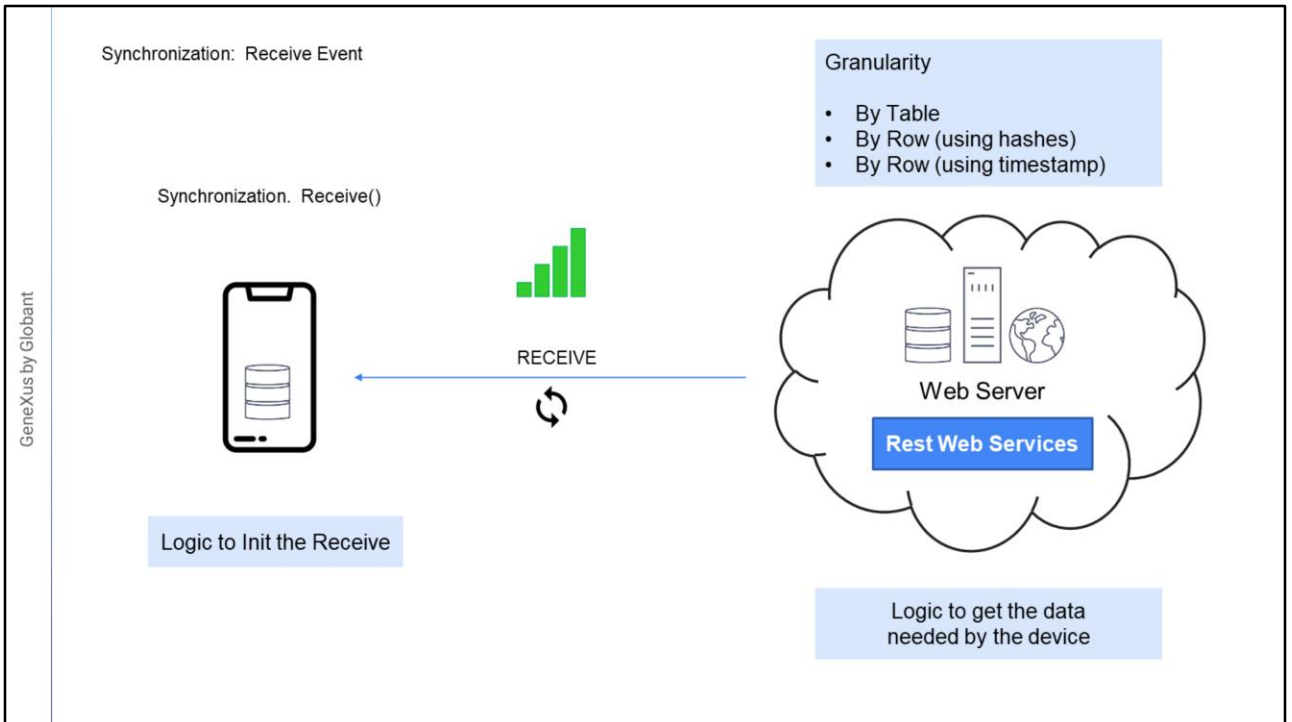 Synchronization: Receive Event
Granularity
• By Table
• By Row (using hashes)
• By Row (using timestamp)
Synchronization. Receive()
RECEIVE
Web Server
Rest Web Services
Logic to Init the Receive
Logic to get the data
needed by the device
GeneXus by Globant